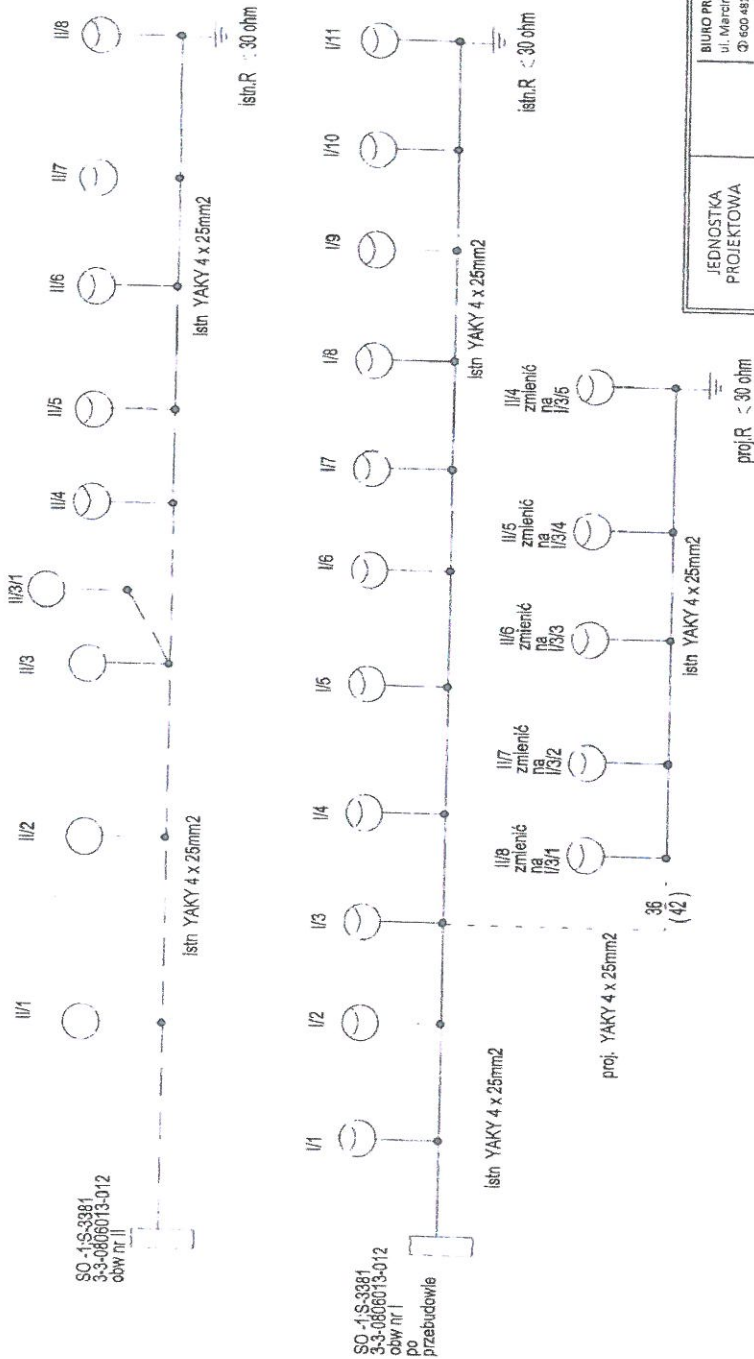 SO -1;S-3381
3-3-0806013-012
obw nr II
II/1
II/2
II/3
II/3/1
II/4
II/5
II/6
II/7
II/8
istn YAKY 4 x 25mm2
istn YAKY 4 x 25mm2
istn.R < 30 ohm
SO -1;S-3381
3-3-0806013-012
obw nr I
po
przebudowie
I/1
I/2
I/3
I/4
I/5
I/6
I/7
I/8
I/9
I/10
I/11
istn YAKY 4 x 25mm2
istn YAKY 4 x 25mm2
istn.R < 30 ohm
proj. YAKY 4 x 25mm2
36
(42)
II/8
zmienić
na
I/3/1
II/7
zmienić
na
I/3/2
II/6
zmienić
na
I/3/3
II/5
zmienić
na
I/3/4
II/4
zmienić
na
I/3/5
istn YAKY 4 x 25mm2
proj.R < 30 ohm
JEDNOSTKA
PROJEKTOWA
BIURO
ul.